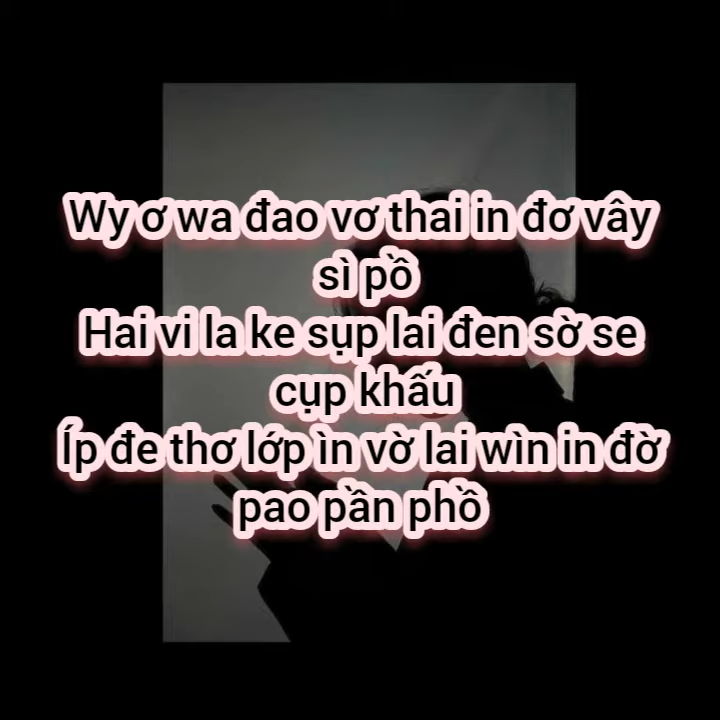 Wy ơ wa đao vơ thai in đơ vây
sì pồ
Hai vi la ke sụp lai đen sờ se
cụp khấu
Íp đe thơ lớp ìn vờ lai wìn in đờ
pao pần phồ